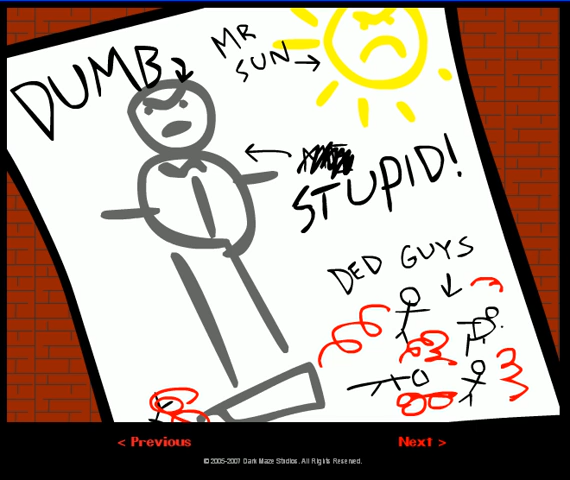 DUMB
MR
SUN
STUPID!
DED GUYS
< Previous
Next >
© 2005-2007 Dark Maze Studios. All Rights Reserved.